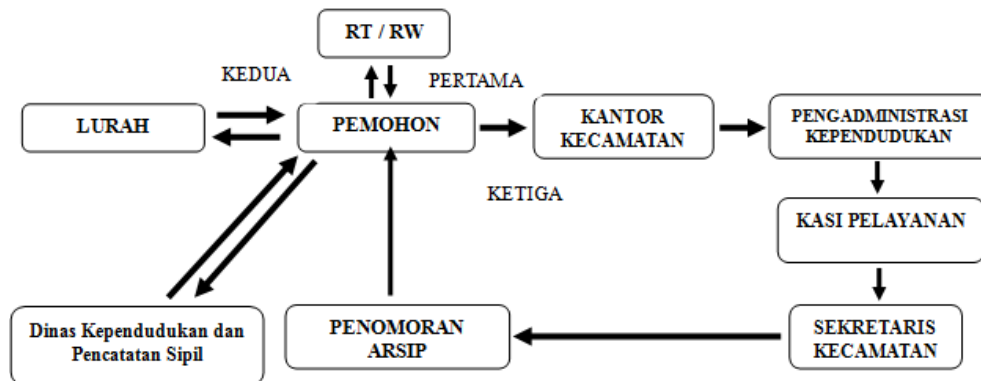 RT / RW
KEDUA
PERTAMA
LURAH
PEMOHON
KANTOR
KECAMATAN
PENGADMINISTRASI
KEPENDUDUKAN
KETIGA
KASI PELAYANAN
Dinas Kependudukan dan
Pencatatan Sipil
PENOMORAN
ARSIP
SEKRETARIS
KECAMATAN